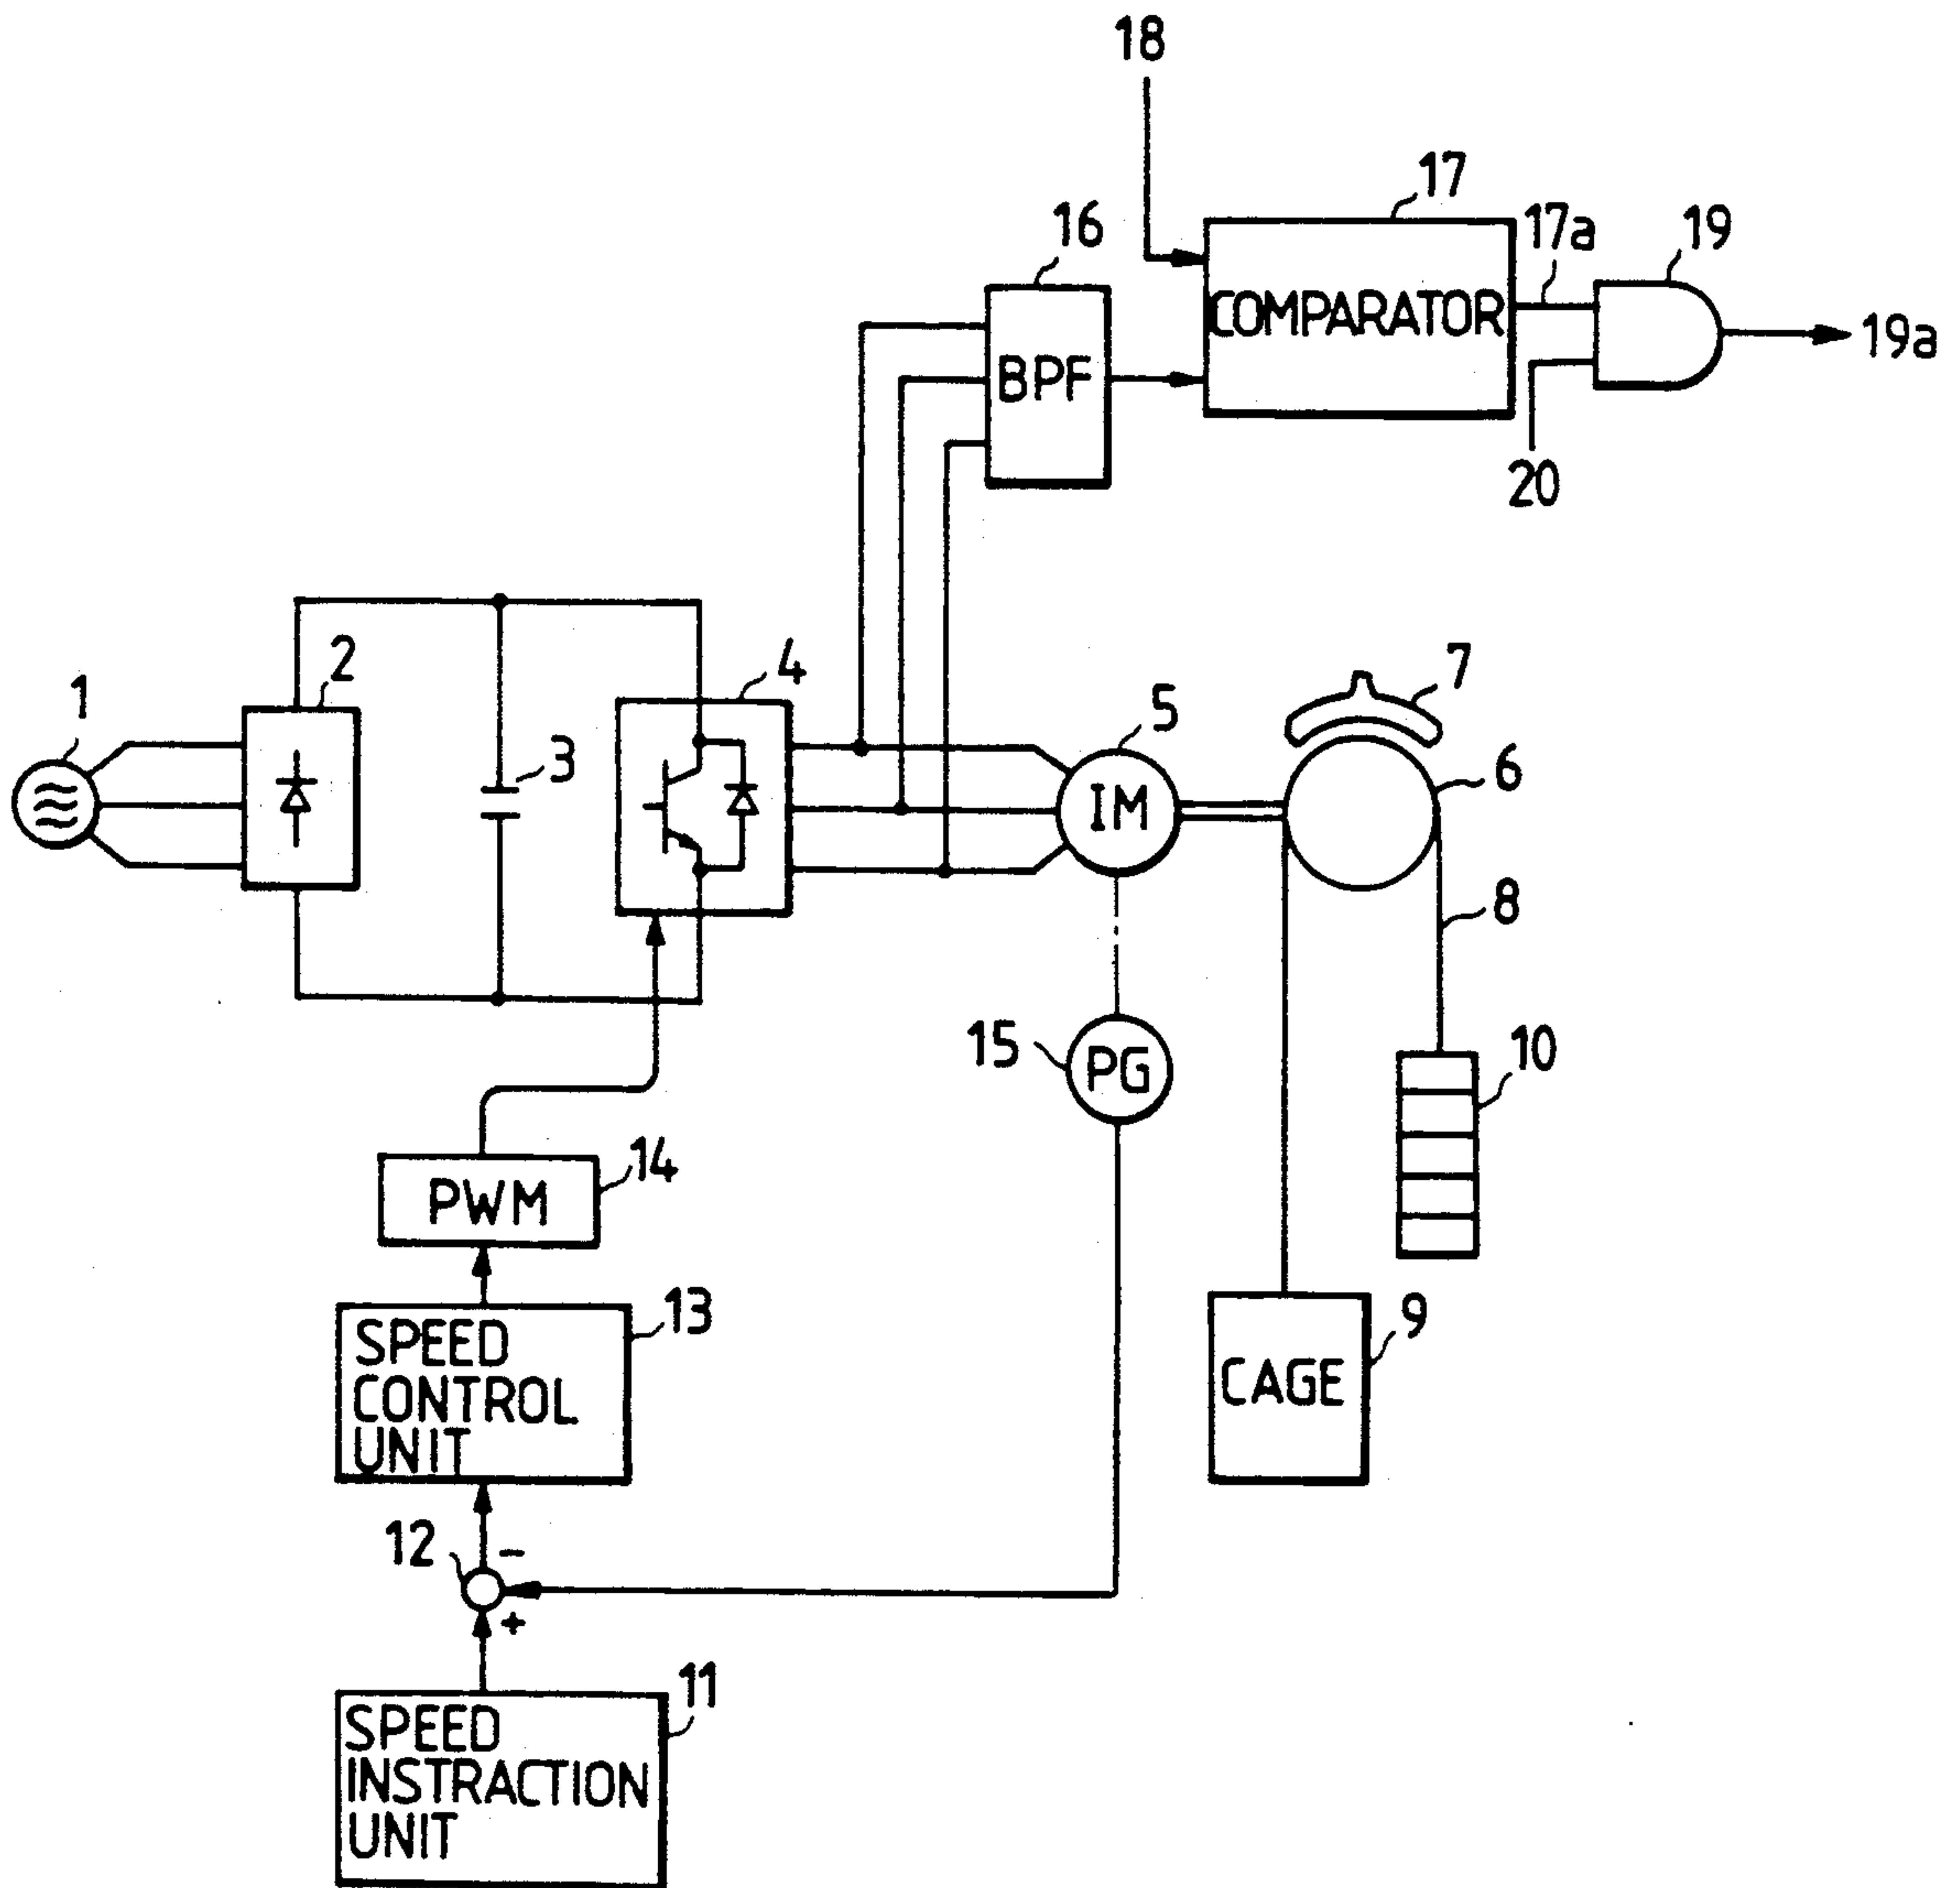 18
17
16
17a
19
COMPARATOR
19a
BPF
20
2
4
7
1
5
3
6
IM
8
15
PG
10
14
PWM
13
SPEED
CONTROL
UNIT
9
CAGE
12
-
+
11
SPEED
INSTRACTION
UNIT